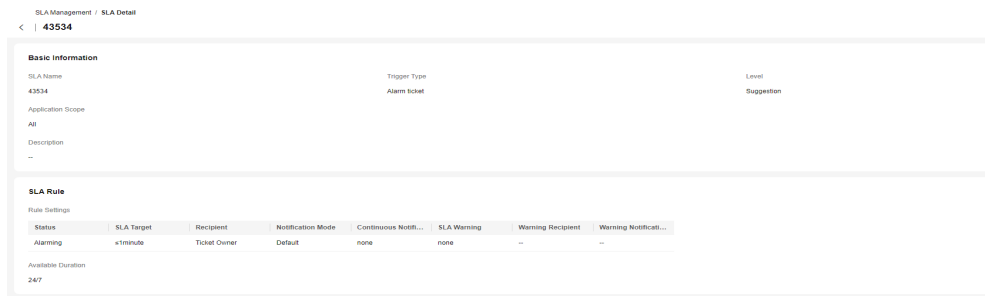 SLA Management / SLA Detail
< | 43534
Basic Information
SLA Name Trigger Type Level
43534 Alarm ticket Suggestion
Application Scope
All
Description
--
SLA Rule
Rule Settings
Status SLA Target Recipient Notification Mode Continuous Notifi... SLA Warning Warning Recipient Warning Notificati...
Alarming ≤1minute Ticket Owner Default none none -- --
Available Duration
24/7